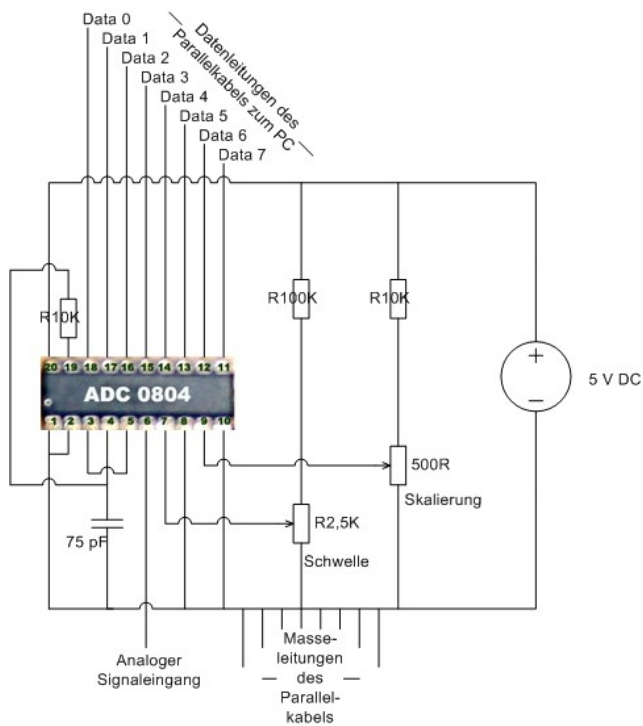 Data 0
Data 1
Data 2
Data 3
Data 4
Data 5
Data 6
Data 7
Datenleitungen des
Parallelkabels zum PC
R10K
R100K
R10K
20 19 18 17 16 15 14 13 12 11
ADC 0804
1 2 3 4 5 6 7 8 9 10
+
5 V DC
–
500R
Skalierung
75 pF
R2,5K
Schwelle
Analoger
Signaleingang
Masse-
leitungen
des
Parallel-
kabels